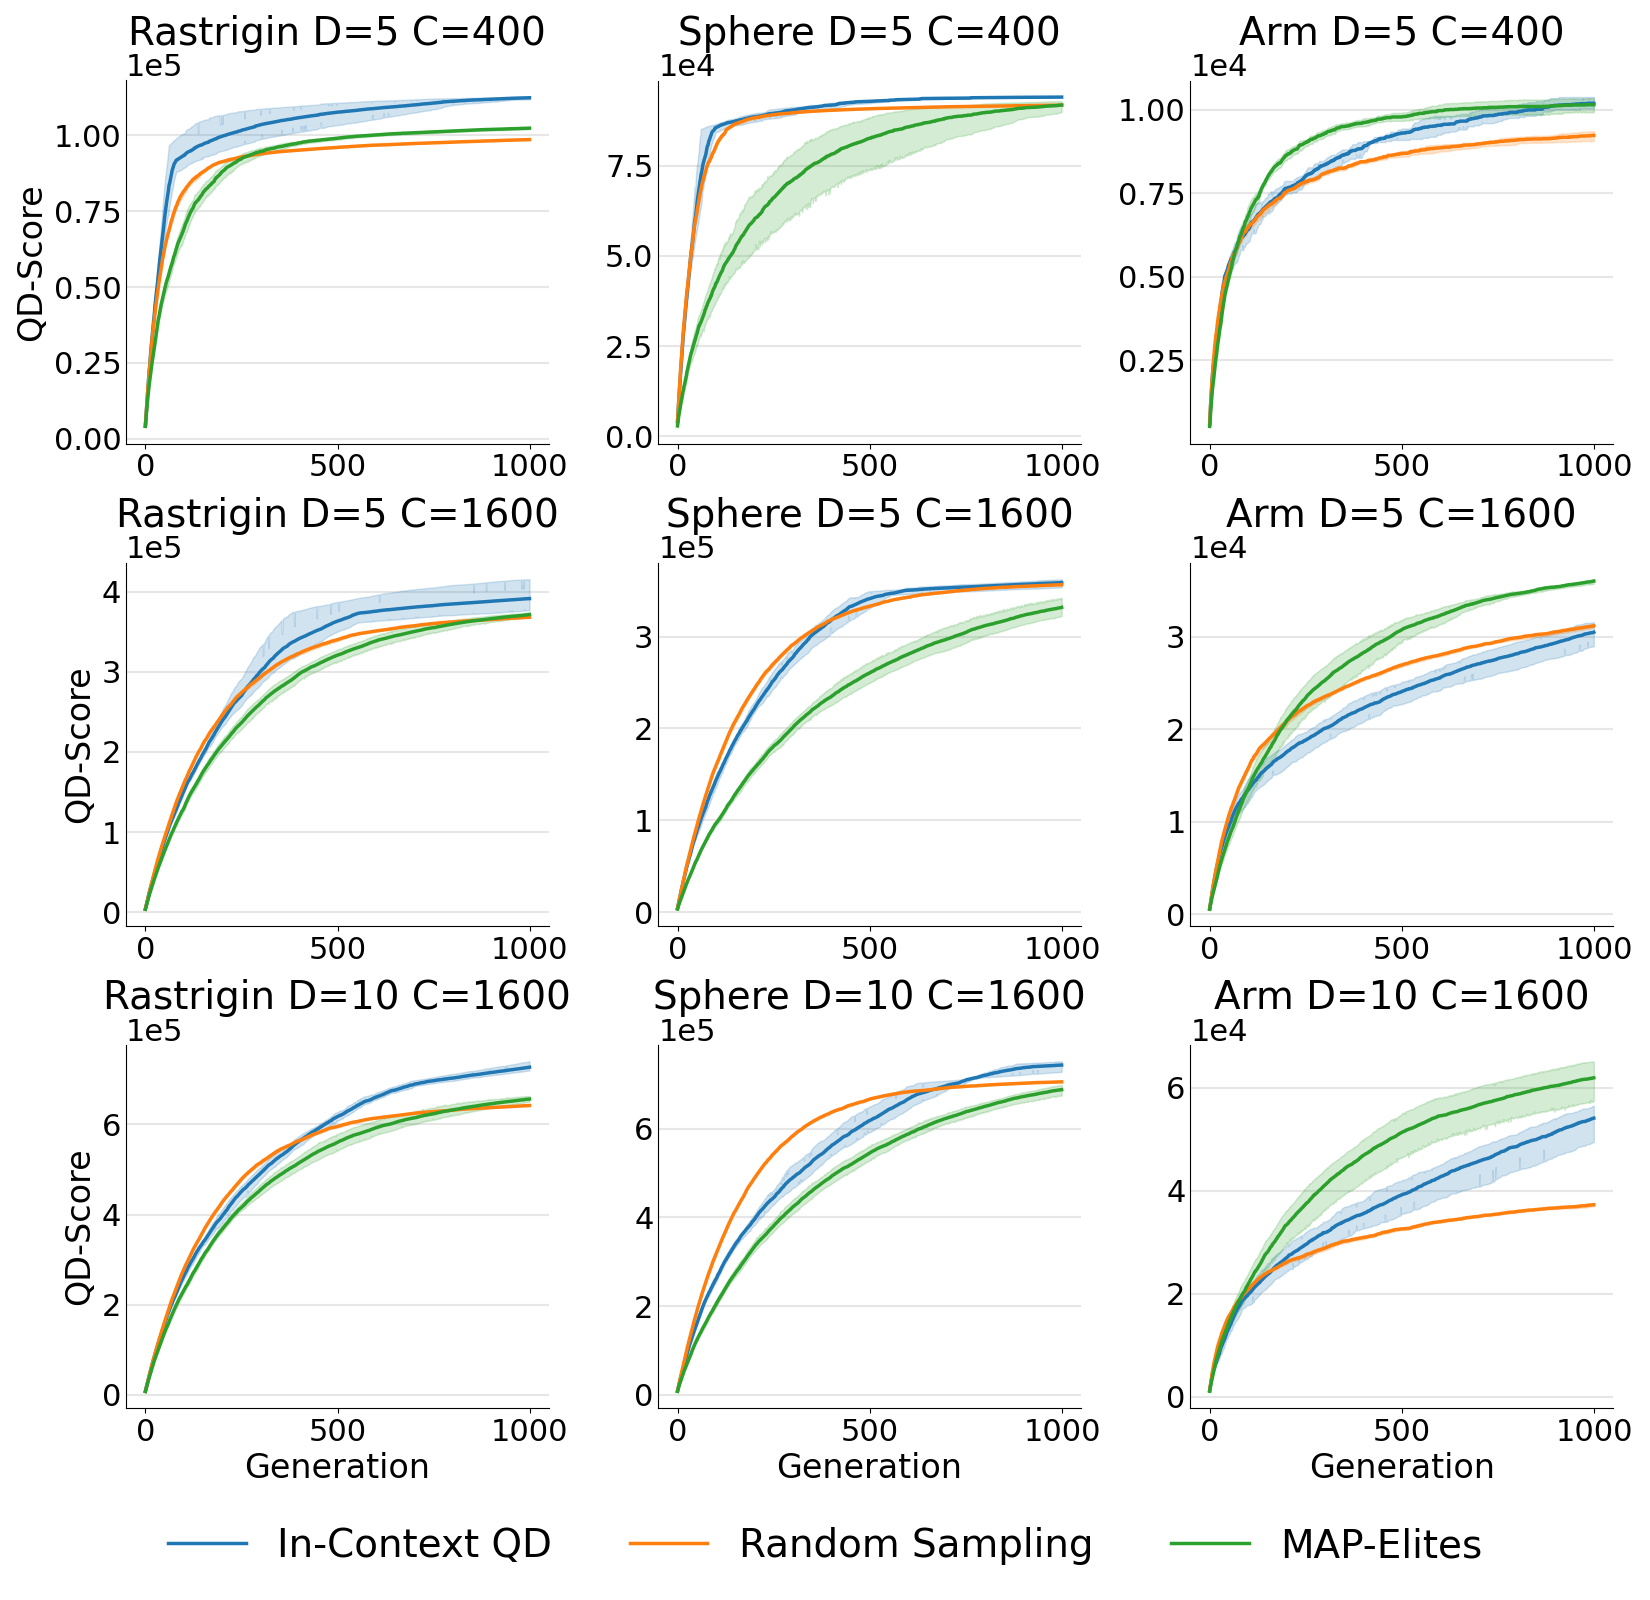 Rastrigin D=5 C=400
Sphere D=5 C=400
Arm D=5 C=400
1e5
1e4
1e4
QD-Score
1.00
0.75
0.50
0.25
0.00
7.5
5.0
2.5
0.0
1.00
0.75
0.50
0.25
0 500 1000
0 500 1000
0 500 1000
Rastrigin D=5 C=1600
Sphere D=5 C=1600
Arm D=5 C=1600
1e5
1e5
1e4
QD-Score
4
3
2
1
0
3
2
1
0
3
2
1
0
0 500 1000
0 500 1000
0 500 1000
Rastrigin D=10 C=1600
Sphere D=10 C=1600
Arm D=10 C=1600
1e5
1e5
1e4
QD-Score
6
4
2
0
6
4
2
0
6
4
2
0
0 500 1000
0 500 1000
0 500 1000
Generation
Generation
Generation
In-Context QD
Random Sampling
MAP-Elites